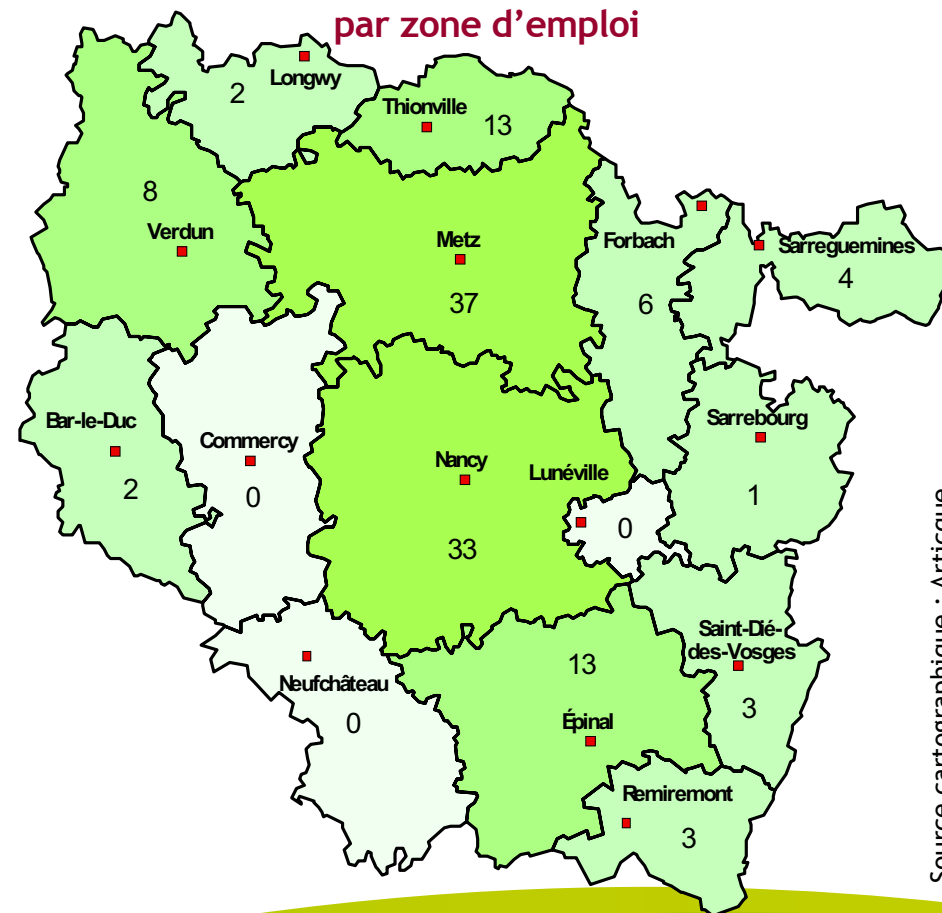 par zone d'emploi
Longwy
2
Thionville
13
8
Verdun
Metz
37
Forbach
6
Sarreguemines
4
Bar-le-Duc
2
Commercy
0
Nancy
33
Lunéville
0
Sarrebourg
1
Saint-Dié-
des-Vosges
3
Neufchâteau
0
13
Épinal
Remiremont
3
Source cartographique : Articque